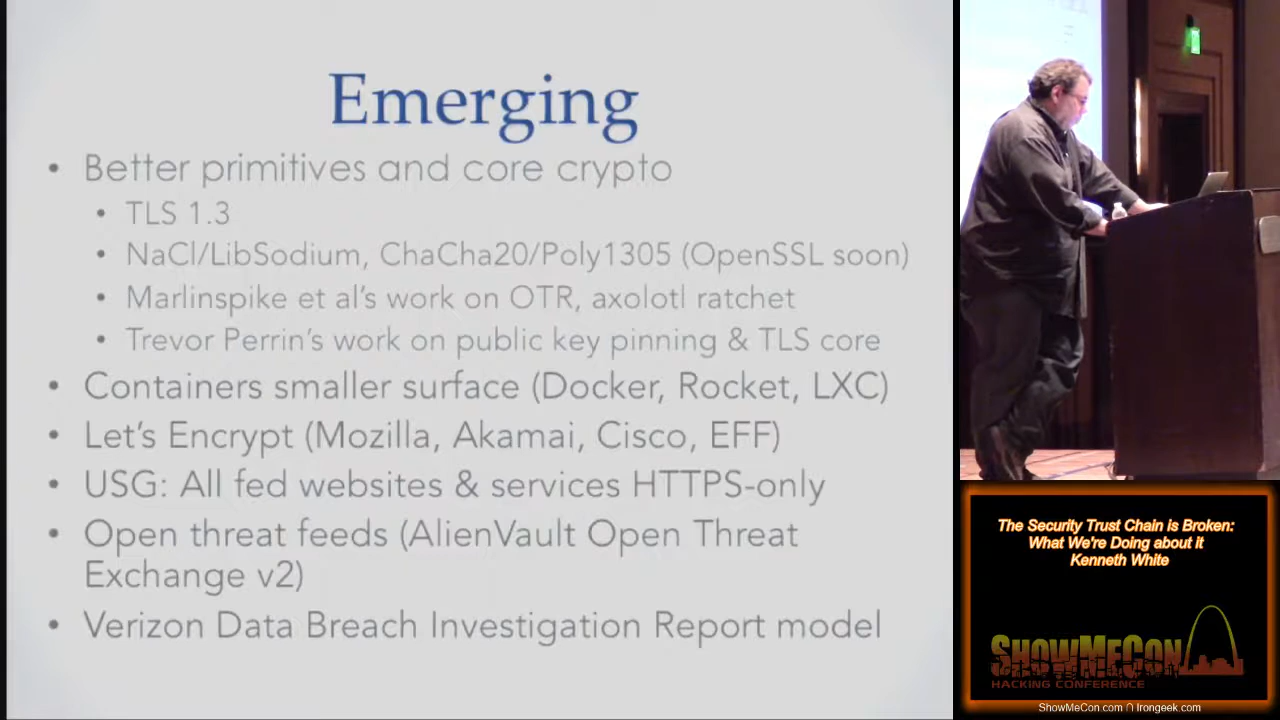 Emerging
• Better primitives and core crypto
• TLS 1.3
• NaCl/LibSodium, ChaCha20/Poly1305 (OpenSSL soon)
• Marlinspike et al's work on OTR, axolotl ratchet
• Trevor Perrin's work on public key pinning & TLS core
• Containers smaller surface (Docker, Rocket, LXC)
• Let's Encrypt (Mozilla, Akamai, Cisco, EFF)
• USG: All fed websites & services HTTPS-only
• Open threat feeds (AlienVault Open Threat
Exchange v2)
• Verizon Data Breach Investigation Report model
The Security Trust Chain is Broken:
What We're Doing about it
Kenneth White
ShowMeCon
HACKING CONFERENCE
ShowMeCon.com ∩ Irongeek.com